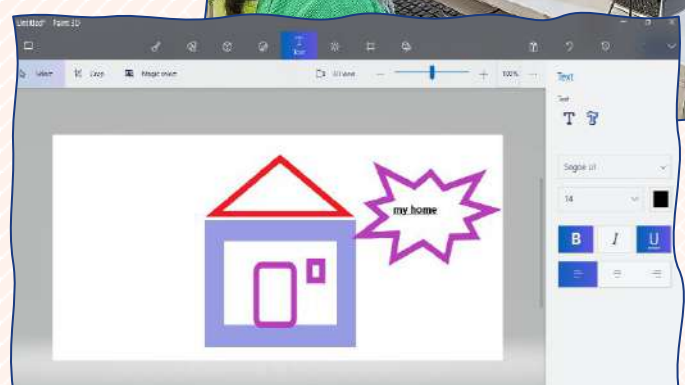 Untitled - Paint 3D
Text
Select Crop Magic select 3D view 100%
Text
Text
T T
Segoe UI
14
B I U
my home